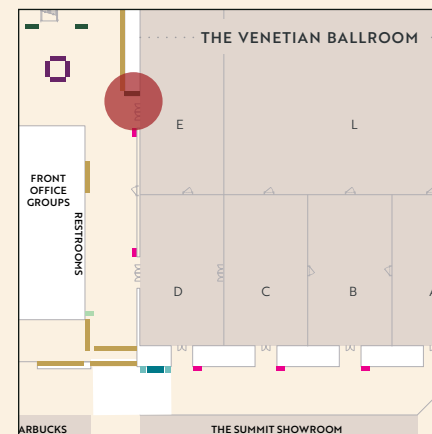 THE VENETIAN BALLROOM
E
L
FRONT
OFFICE
GROUPS
RESTROOMS
D
C
B
A
ARBUCKS
THE SUMMIT SHOWROOM